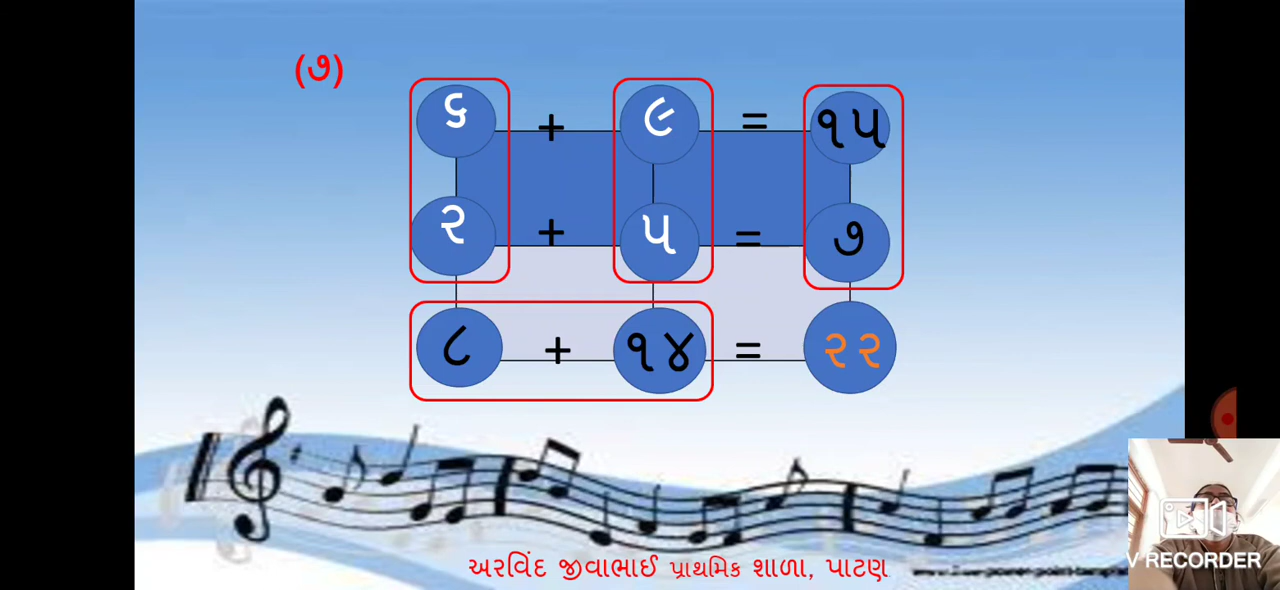 (૭)
૬ + ૯ = ૧૫
૨ + ૫ = ૭
૮ + ૧૪ = ૨૨
અરવિંદ જીવાભાઈ પ્રાથમિક શાળા, પાટણ
V RECORDER